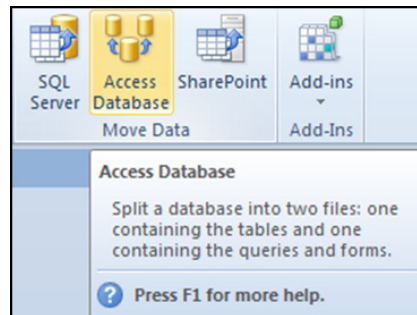 SQL Server
Access Database
SharePoint
Add-ins
Move Data
Add-Ins
Access Database
Split a database into two files: one
containing the tables and one
containing the queries and forms.
Press F1 for more help.